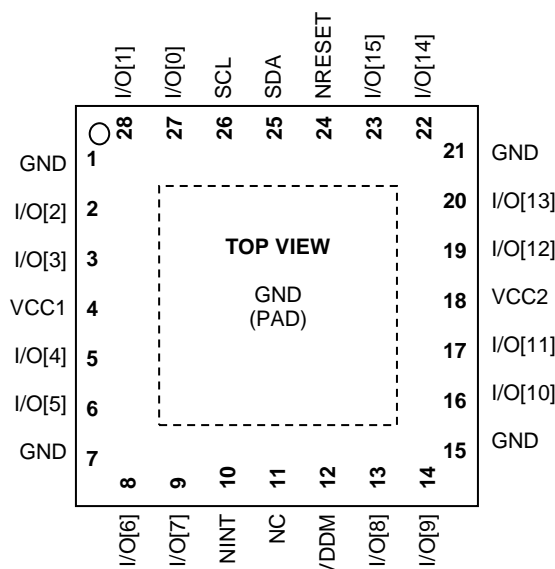 I/O[1]
I/O[0]
SCL
SDA
NRESET
I/O[15]
I/O[14]
28
27
26
25
24
23
22
GND 1
I/O[2] 2
I/O[3] 3
VCC1 4
I/O[4] 5
I/O[5] 6
GND 7
TOP VIEW
GND
(PAD)
21 GND
20 I/O[13]
19 I/O[12]
18 VCC2
17 I/O[11]
16 I/O[10]
15 GND
8
9
10
11
12
13
14
I/O[6]
I/O[7]
NINT
NC
VDDM
I/O[8]
I/O[9]